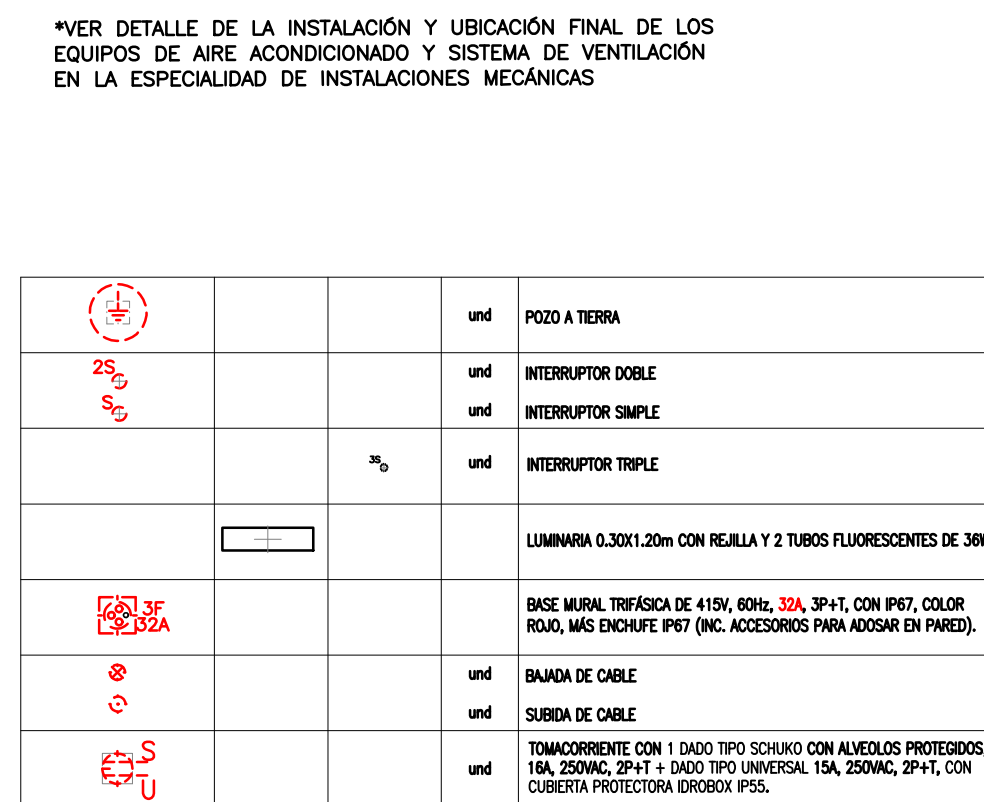 *VER DETALLE DE LA INSTALACIÓN Y UBICACIÓN FINAL DE LOS
EQUIPOS DE AIRE ACONDICIONADO Y SISTEMA DE VENTILACIÓN
EN LA ESPECIALIDAD DE INSTALACIONES MECÁNICAS
und POZO A TIERRA
2S und INTERRUPTOR DOBLE
S und INTERRUPTOR SIMPLE
3S und INTERRUPTOR TRIPLE
LUMINARIA 0.30X1.20m CON REJILLA Y 2 TUBOS FLUORESCENTES DE 36W
3F BASE MURAL TRIFÁSICA DE 415V, 60Hz, 32A, 3P+T, CON IP67, COLOR
32A ROJO, MÁS ENCHUFE IP67 (INC. ACCESORIOS PARA ADOSAR EN PARED).
und BAJADA DE CABLE
und SUBIDA DE CABLE
S TOMACORRIENTE CON 1 DADO TIPO SCHUKO CON ALVEOLOS PROTEGIDOS,
und 16A, 250VAC, 2P+T + DADO TIPO UNIVERSAL 15A, 250VAC, 2P+T, CON
U CUBIERTA PROTECTORA IDROBOX IP55.